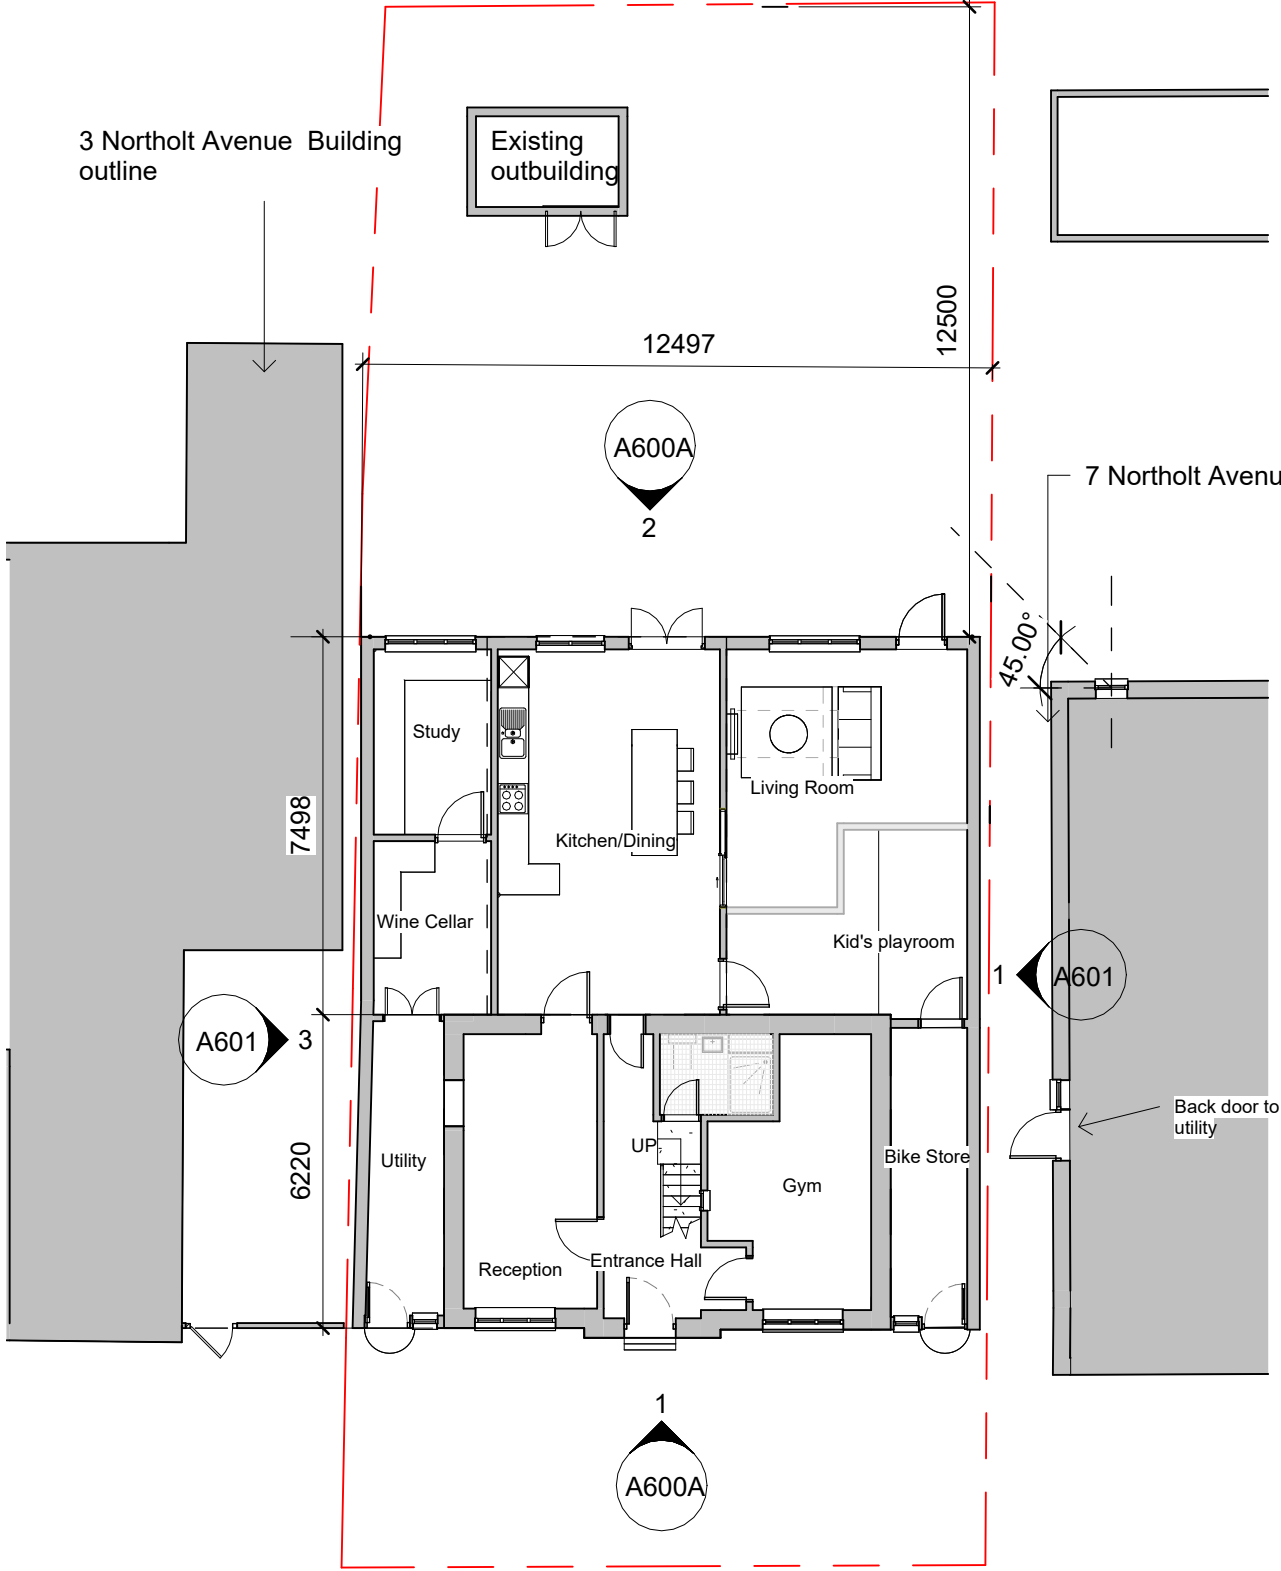 3 Northolt Avenue  Building
outline
Existing
outbuilding
12500
12497
A600A
2
7 Northolt Avenu
45.00°
Study
Living Room
7498
Kitchen/Dining
Wine Cellar
Kid's playroom
1
A601
A601
3
Back door to
utility
UP
6220
Utility
Bike Store
Gym
Entrance Hall
Reception
1
A600A